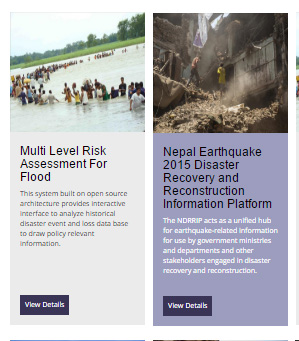 Multi Level Risk
Assessment For
Flood
This system built on open source
architecture provides interactive
interface to analyze historical
disaster event and loss data base
to draw policy relevant
information.
View Details
Nepal Earthquake
2015 Disaster
Recovery and
Reconstruction
Information Platform
The NDRRIP acts as a unified hub
for earthquake-related information
for use by government ministries
and departments and other
stakeholders engaged in disaster
recovery and reconstruction.
View Details